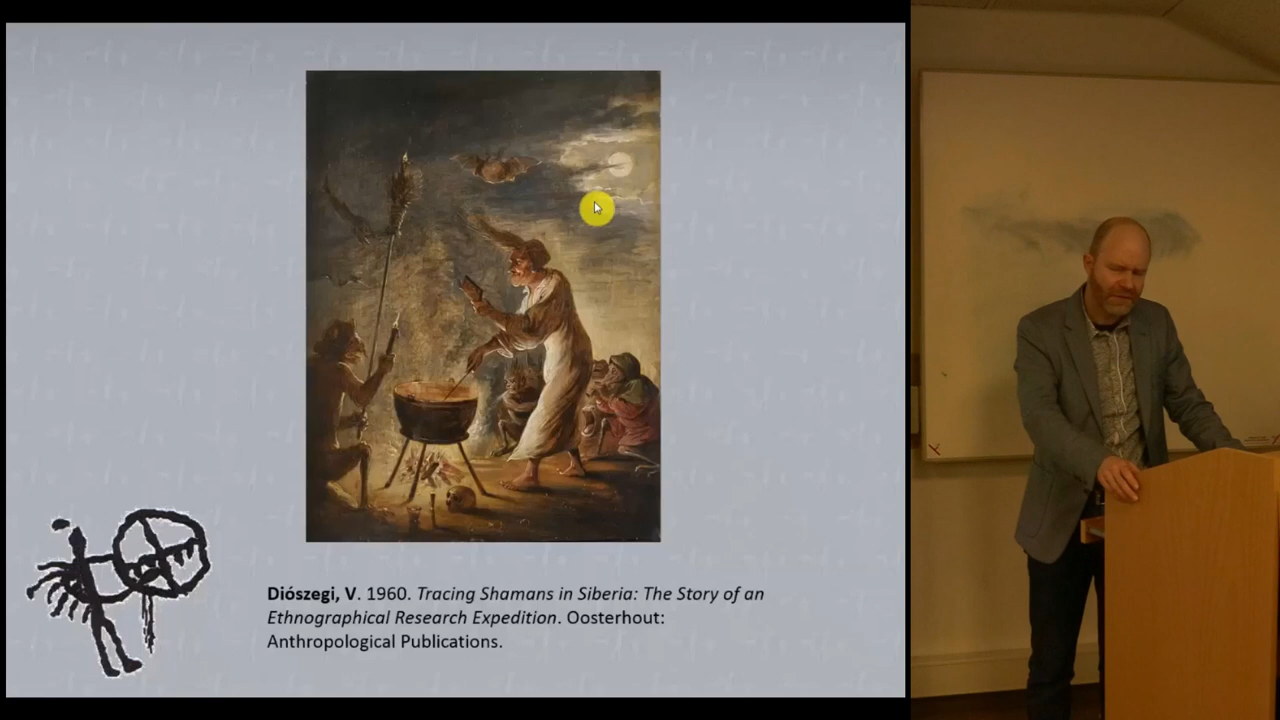 Diószegi, V. 1960. Tracing Shamans in Siberia: The Story of an
Ethnographical Research Expedition. Oosterhout:
Anthropological Publications.